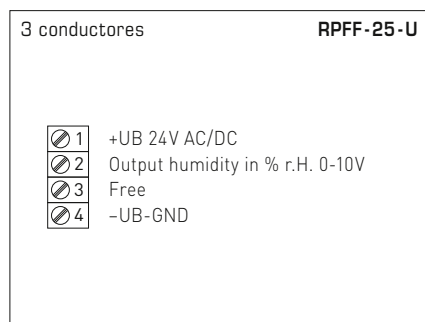 3 conductores RPFF-25-U
1 +UB 24V AC/DC
2 Output humidity in % r.H. 0-10V
3 Free
4 –UB-GND